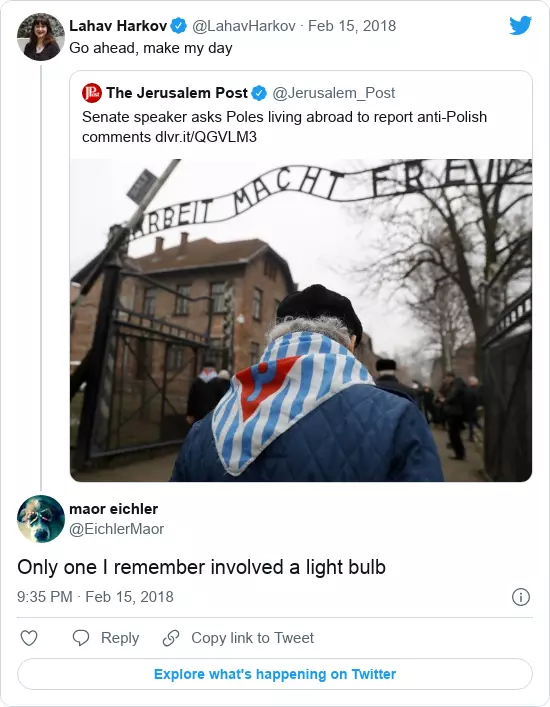 Lahav Harkov @LahavHarkov · Feb 15, 2018
Go ahead, make my day
The Jerusalem Post @Jerusalem_Post
Senate speaker asks Poles living abroad to report anti-Polish
comments dlvr.it/QGVLM3
ARBEIT MACHT FREI
maor eichler
@EichlerMaor
Only one I remember involved a light bulb
9:35 PM · Feb 15, 2018
Reply
Copy link to Tweet
Explore what's happening on Twitter